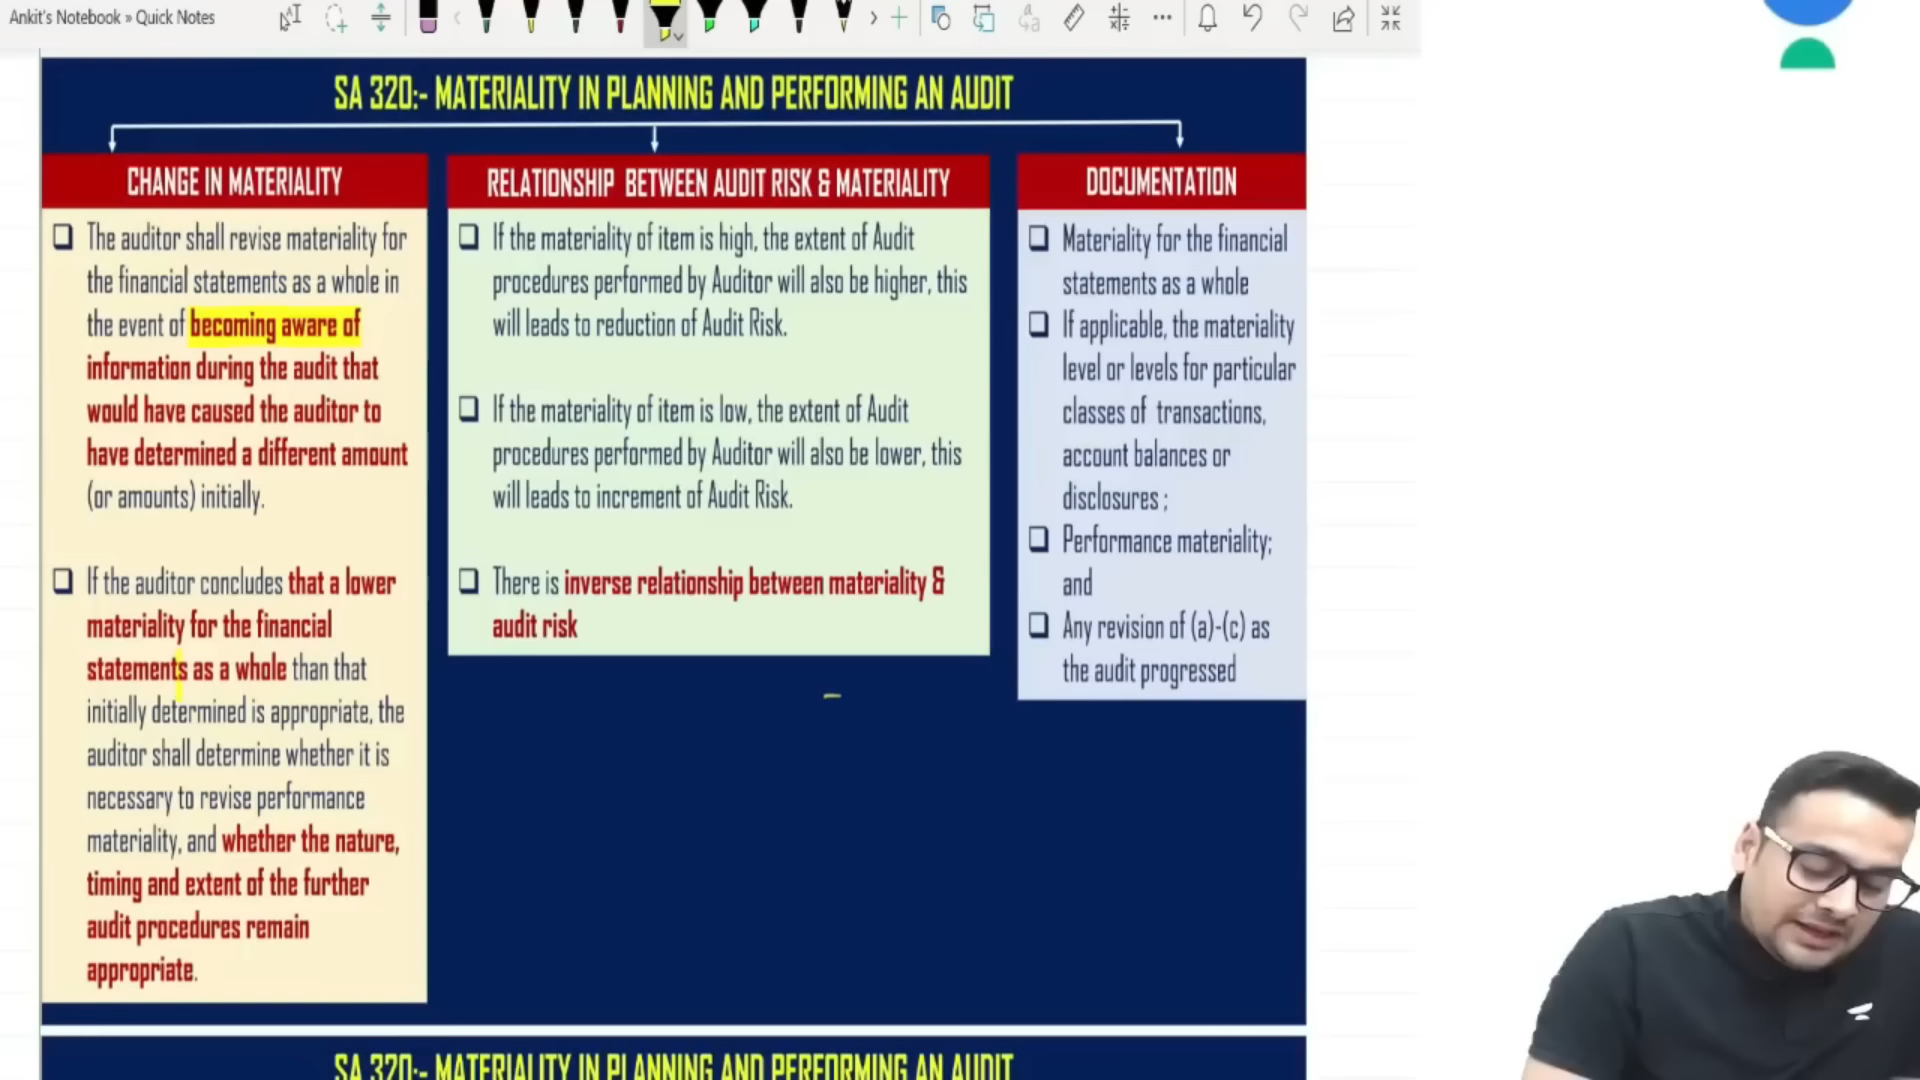 Ankit's Notebook » Quick Notes
SA 320:- MATERIALITY IN PLANNING AND PERFORMING AN AUDIT
CHANGE IN MATERIALITY
The auditor shall revise materiality for
the financial statements as a whole in
the event of becoming aware of
information during the audit that
would have caused the auditor to
have determined a different amount
(or amounts) initially.
If the auditor concludes that a lower
materiality for the financial
statements as a whole than that
initially determined is appropriate, the
auditor shall determine whether it is
necessary to revise performance
materiality, and whether the nature,
timing and extent of the further
audit procedures remain
appropriate.
RELATIONSHIP BETWEEN AUDIT RISK & MATERIALITY
If the materiality of item is high, the extent of Audit
procedures performed by Auditor will also be higher, this
will leads to reduction of Audit Risk.
If the materiality of item is low, the extent of Audit
procedures performed by Auditor will also be lower, this
will leads to increment of Audit Risk.
There is inverse relationship between materiality &
audit risk
DOCUMENTATION
Materiality for the financial
statements as a whole
If applicable, the materiality
level or levels for particular
classes of transactions,
account balances or
disclosures ;
Performance materiality;
and
Any revision of (a)-(c) as
the audit progressed
SA 320:- MATERIALITY IN PLANNING AND PERFORMING AN AUDIT